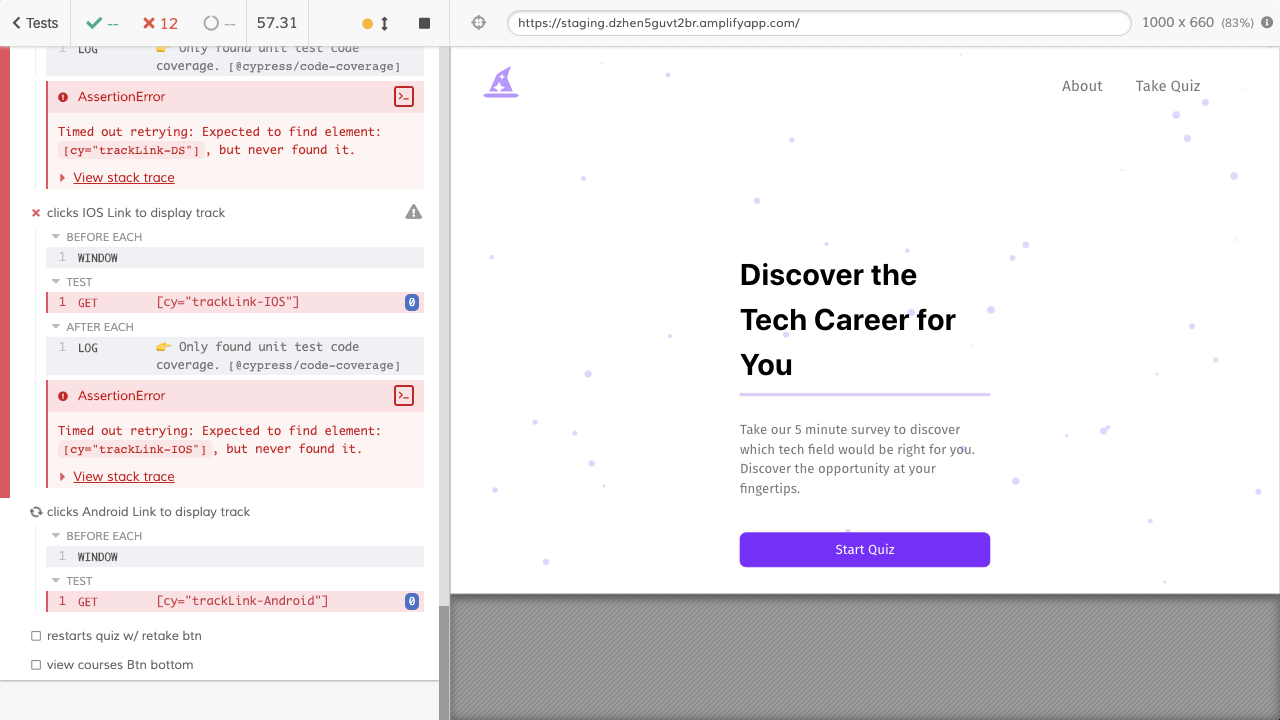 Tests
--
12
--
57.31
https://staging.dzhen5guvt2br.amplifyapp.com/
1000 x 660 (83%)
1 LOG 👉 Only found unit test code
coverage. [@cypress/code-coverage]
AssertionError
Timed out retrying: Expected to find element:
[cy="trackLink-DS"], but never found it.
View stack trace
clicks IOS Link to display track
BEFORE EACH
1 WINDOW
TEST
1 GET [cy="trackLink-IOS"] 0
AFTER EACH
1 LOG 👉 Only found unit test code
coverage. [@cypress/code-coverage]
AssertionError
Timed out retrying: Expected to find element:
[cy="trackLink-IOS"], but never found it.
View stack trace
clicks Android Link to display track
BEFORE EACH
1 WINDOW
TEST
1 GET [cy="trackLink-Android"] 0
restarts quiz w/ retake btn
view courses Btn bottom
About Take Quiz
Discover the
Tech Career for
You
Take our 5 minute survey to discover
which tech field would be right for you.
Discover the opportunity at your
fingertips.
Start Quiz